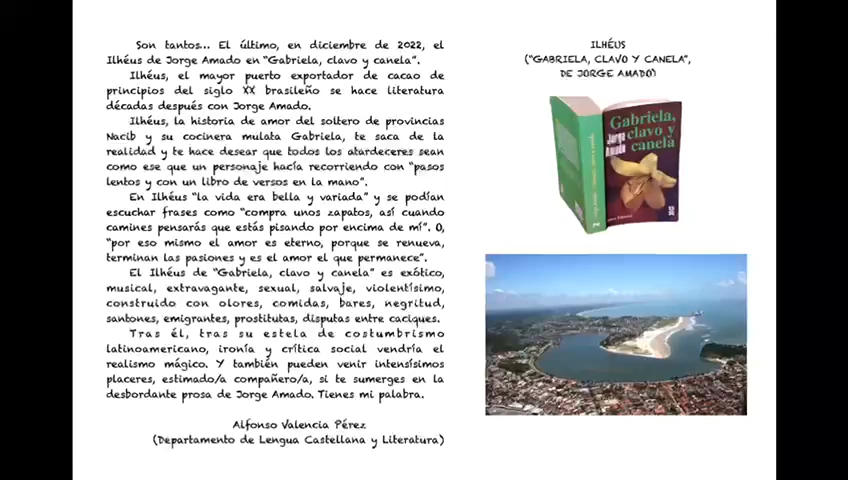 Son tantos... El último, en diciembre de 2022, el
Ilhéus de Jorge Amado en "Gabriela, clavo y canela".
Ilhéus, el mayor puerto exportador de cacao de
principios del siglo XX brasileño se hace literatura
décadas después con Jorge Amado.
Ilhéus, la historia de amor del soltero de provincias
Nacib y su cocinera mulata Gabriela, te saca de la
realidad y te hace desear que todos los atardeceres sean
como ese que un personaje hacía recorriendo con "pasos
lentos y con un libro de versos en la mano".
En Ilhéus "la vida era bella y variada" y se podían
escuchar frases como "compra unos zapatos, así cuando
camines pensarás que estás pisando por encima de mí". O,
"por eso mismo el amor es eterno, porque se renueva,
terminan las pasiones y es el amor el que permanece".
El Ilhéus de "Gabriela, clavo y canela" es exótico,
musical, extravagante, sexual, salvaje, violentísimo,
construido con olores, comidas, bares, negritud,
santones, emigrantes, prostitutas, disputas entre caciques.
Tras él, tras su estela de costumbrismo
latinoamericano, ironía y crítica social vendría el
realismo mágico. Y también pueden venir intensísimos
placeres, estimado/a compañero/a, si te sumerges en la
desbordante prosa de Jorge Amado. Tienes mi palabra.
Alfonso Valencia Pérez
(Departamento de Lengua Castellana y Literatura)
ILHÉUS
("GABRIELA, CLAVO Y CANELA",
DE JORGE AMADO)
Gabriela,
clavo y
canela
Jorge
Amado